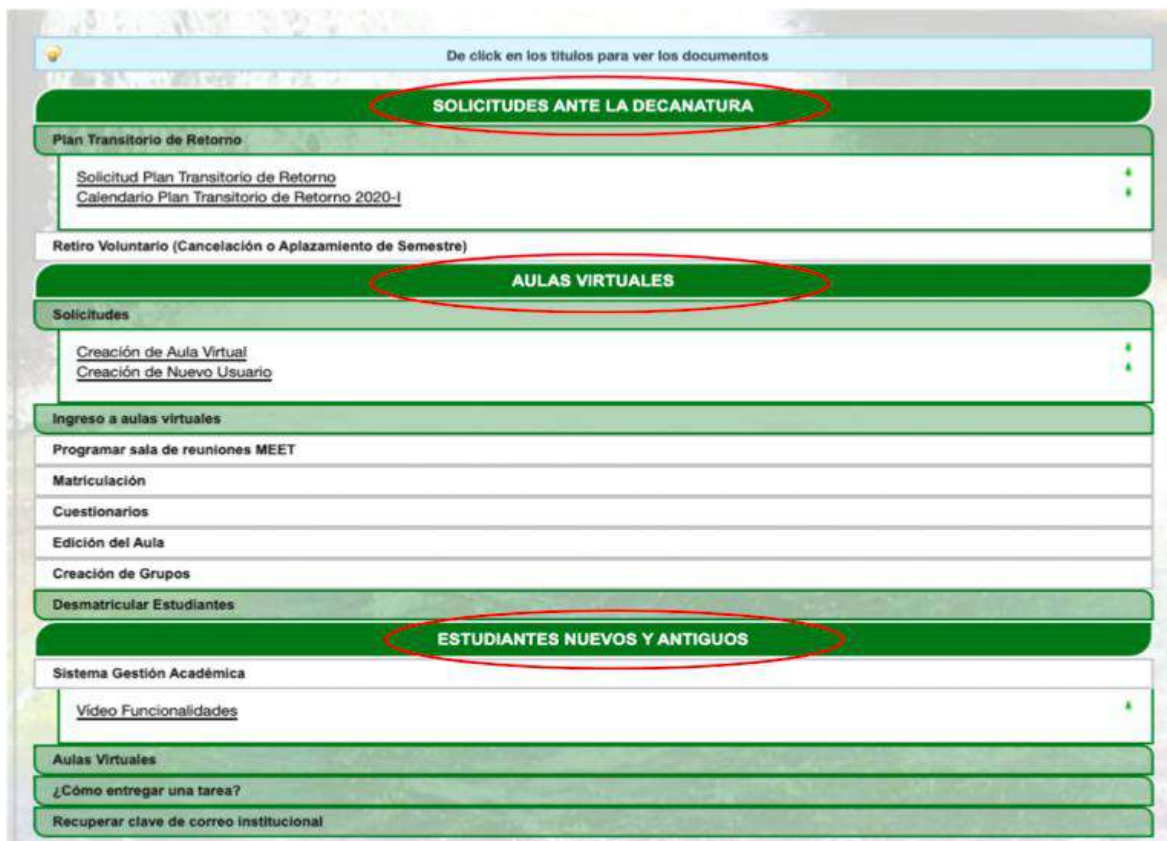 De click en los titulos para ver los documentos
SOLICITUDES ANTE LA DECANATURA
Plan Transitorio de Retorno
Solicitud Plan Transitorio de Retorno
Calendario Plan Transitorio de Retorno 2020-I
Retiro Voluntario (Cancelación o Aplazamiento de Semestre)
AULAS VIRTUALES
Solicitudes
Creación de Aula Virtual
Creación de Nuevo Usuario
Ingreso a aulas virtuales
Programar sala de reuniones MEET
Matriculación
Cuestionarios
Edición del Aula
Creación de Grupos
Desmatricular Estudiantes
ESTUDIANTES NUEVOS Y ANTIGUOS
Sistema Gestión Académica
Vídeo Funcionalidades
Aulas Virtuales
¿Cómo entregar una tarea?
Recuperar clave de correo institucional